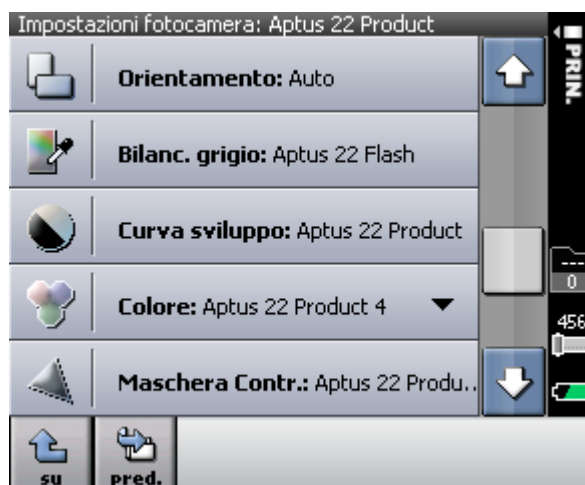 Impostazioni fotocamera: Aptus 22 Product
Orientamento: Auto
Bilanc. grigio: Aptus 22 Flash
Curva sviluppo: Aptus 22 Product
Colore: Aptus 22 Product 4
Maschera Contr.: Aptus 22 Produ..
su
pred.
PRIN.
---
0
456